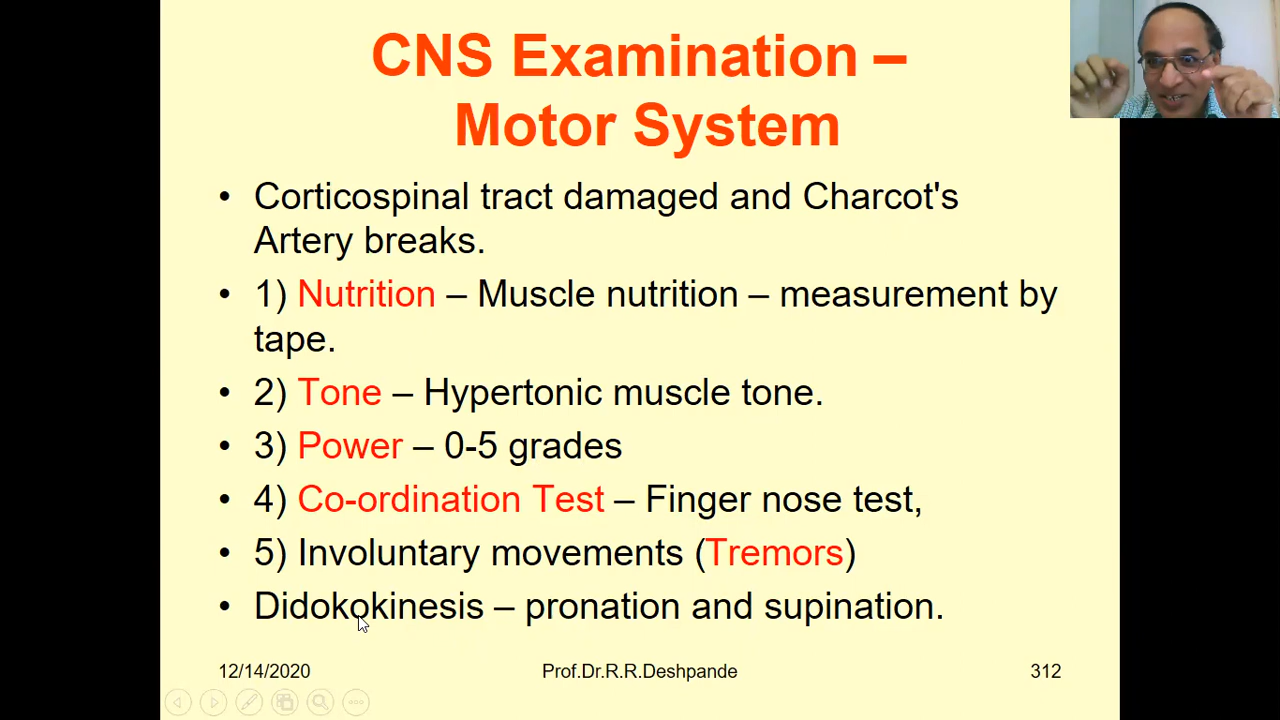 CNS Examination –
Motor System
• Corticospinal tract damaged and Charcot's
Artery breaks.
• 1) Nutrition – Muscle nutrition – measurement by
tape.
• 2) Tone – Hypertonic muscle tone.
• 3) Power – 0-5 grades
• 4) Co-ordination Test – Finger nose test,
• 5) Involuntary movements (Tremors)
• Didokokinesis – pronation and supination.
12/14/2020 Prof.Dr.R.R.Deshpande 312